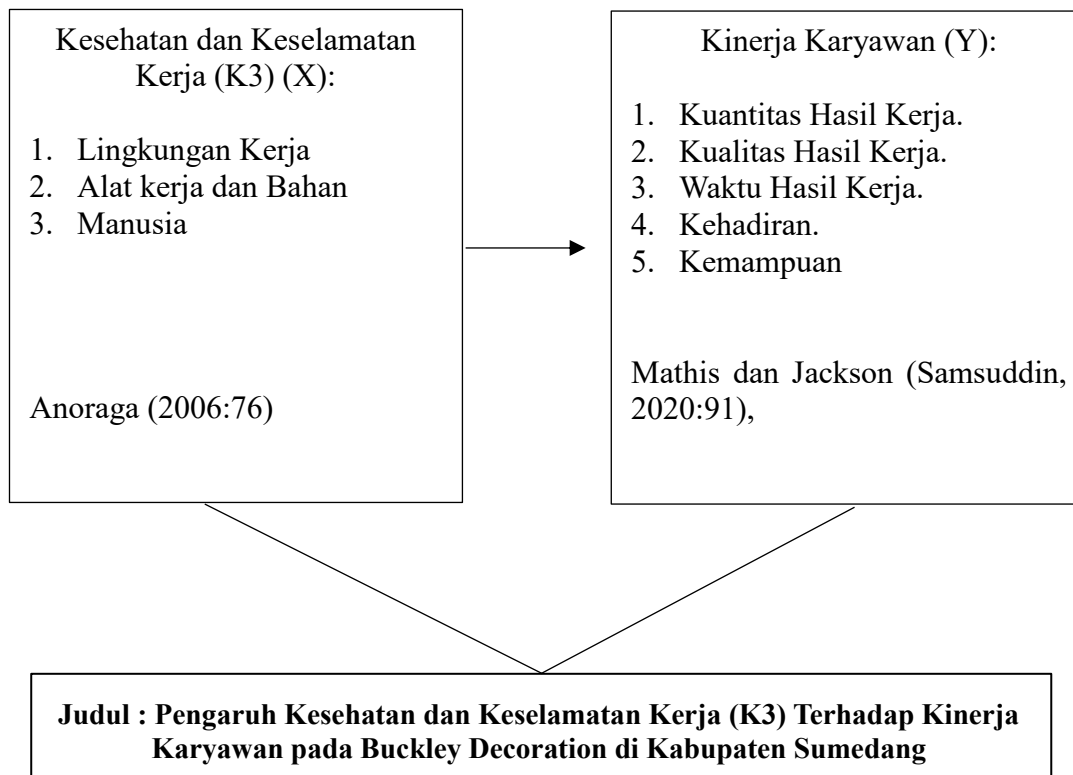 Kesehatan dan Keselamatan
Kerja (K3) (X):
1. Lingkungan Kerja
2. Alat kerja dan Bahan
3. Manusia
Anoraga (2006:76)
Kinerja Karyawan (Y):
1. Kuantitas Hasil Kerja.
2. Kualitas Hasil Kerja.
3. Waktu Hasil Kerja.
4. Kehadiran.
5. Kemampuan
Mathis dan Jackson (Samsuddin,
2020:91),
Judul : Pengaruh Kesehatan dan Keselamatan Kerja (K3) Terhadap Kinerja
Karyawan pada Buckley Decoration di Kabupaten Sumedang